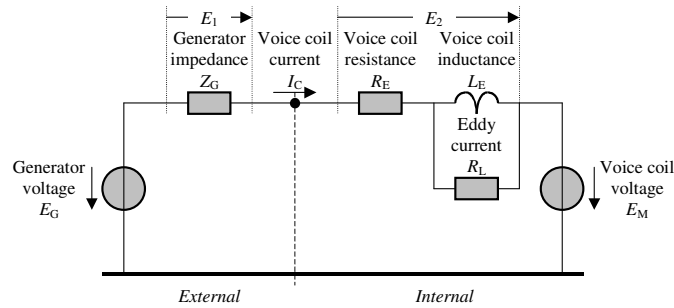 E1
E2
Generator
impedance
ZG
Voice coil
current
IC
Voice coil
resistance
RE
Voice coil
inductance
LE
Eddy
current
RL
Generator
voltage
EG
Voice coil
voltage
EM
External
Internal